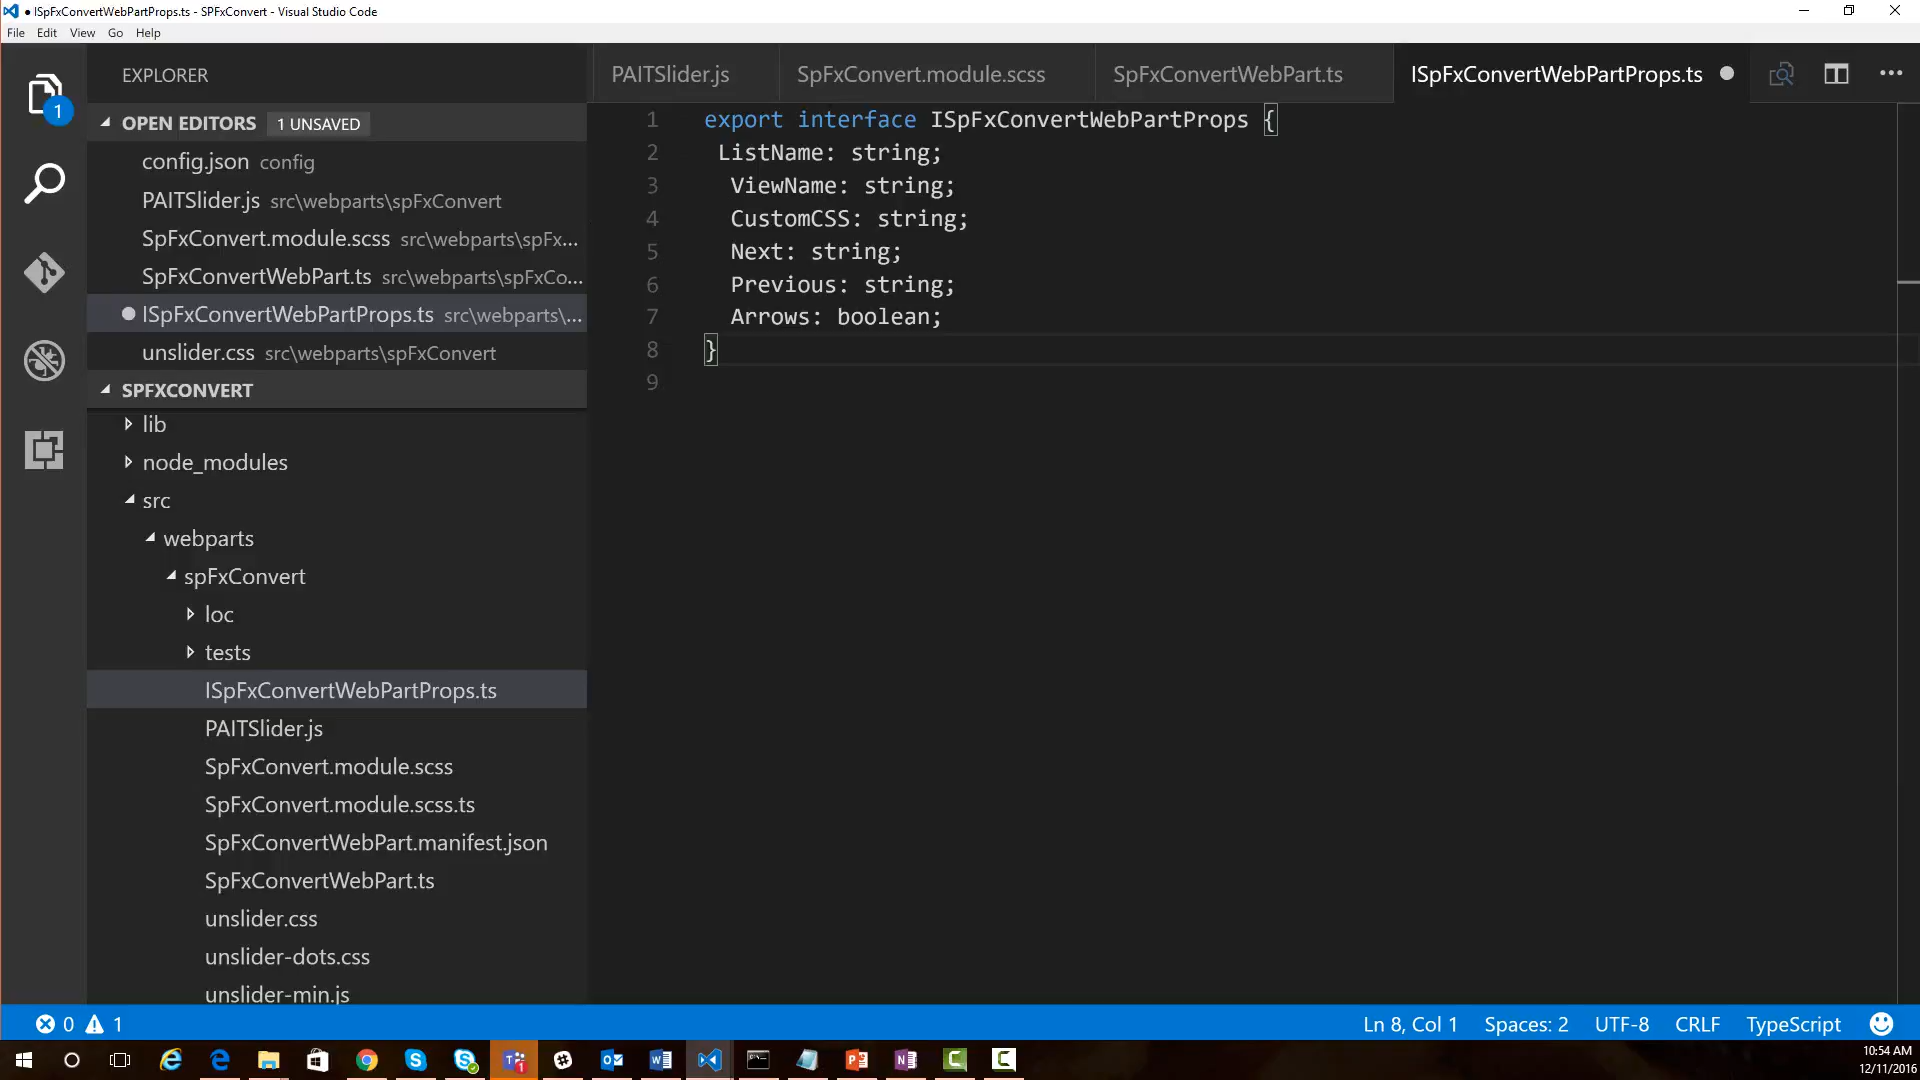 ● ISpFxConvertWebPartProps.ts - SPFxConvert - Visual Studio Code
File Edit View Go Help
1
EXPLORER
OPEN EDITORS 1 UNSAVED
config.json config
PAITSlider.js src\webparts\spFxConvert
SpFxConvert.module.scss src\webparts\spFx...
SpFxConvertWebPart.ts src\webparts\spFxCo...
ISpFxConvertWebPartProps.ts src\webparts\...
unslider.css src\webparts\spFxConvert
SPFXCONVERT
lib
node_modules
src
webparts
spFxConvert
loc
tests
ISpFxConvertWebPartProps.ts
PAITSlider.js
SpFxConvert.module.scss
SpFxConvert.module.scss.ts
SpFxConvertWebPart.manifest.json
SpFxConvertWebPart.ts
unslider.css
unslider-dots.css
unslider-min.js
PAITSlider.js SpFxConvert.module.scss SpFxConvertWebPart.ts ISpFxConvertWebPartProps.ts
1 export interface ISpFxConvertWebPartProps {
2 ListName: string;
3 ViewName: string;
4 CustomCSS: string;
5 Next: string;
6 Previous: string;
7 Arrows: boolean;
8 }
9
0 1 Ln 8, Col 1 Spaces: 2 UTF-8 CRLF TypeScript
10:54 AM
12/11/2016